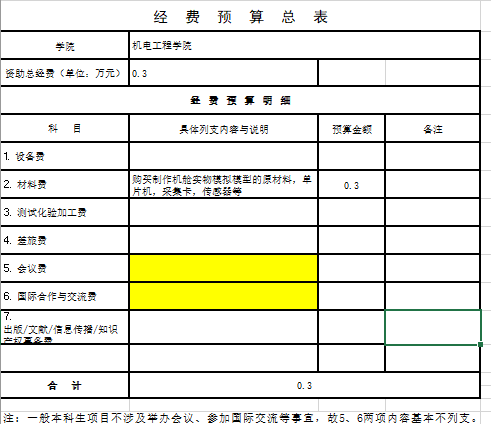 经 费 预 算 总 表
学院 机电工程学院
资助总经费（单位：万元） 0.3
经 费 预 算 明 细
科 目 具体列支内容与说明 预算金额 备注
1. 设备费
2. 材料费 购买制作机舱实物模拟模型的原材料，单 0.3
片机，采集卡，传感器等
3. 测试化验加工费
4. 差旅费
5. 会议费
6. 国际合作与交流费
7.
出版/文献/信息传播/知识
产权事务费
合 计 0.3
注：一般本科生项目不涉及举办会议、参加国际交流等事宜，故5、6两项内容基本不列支。